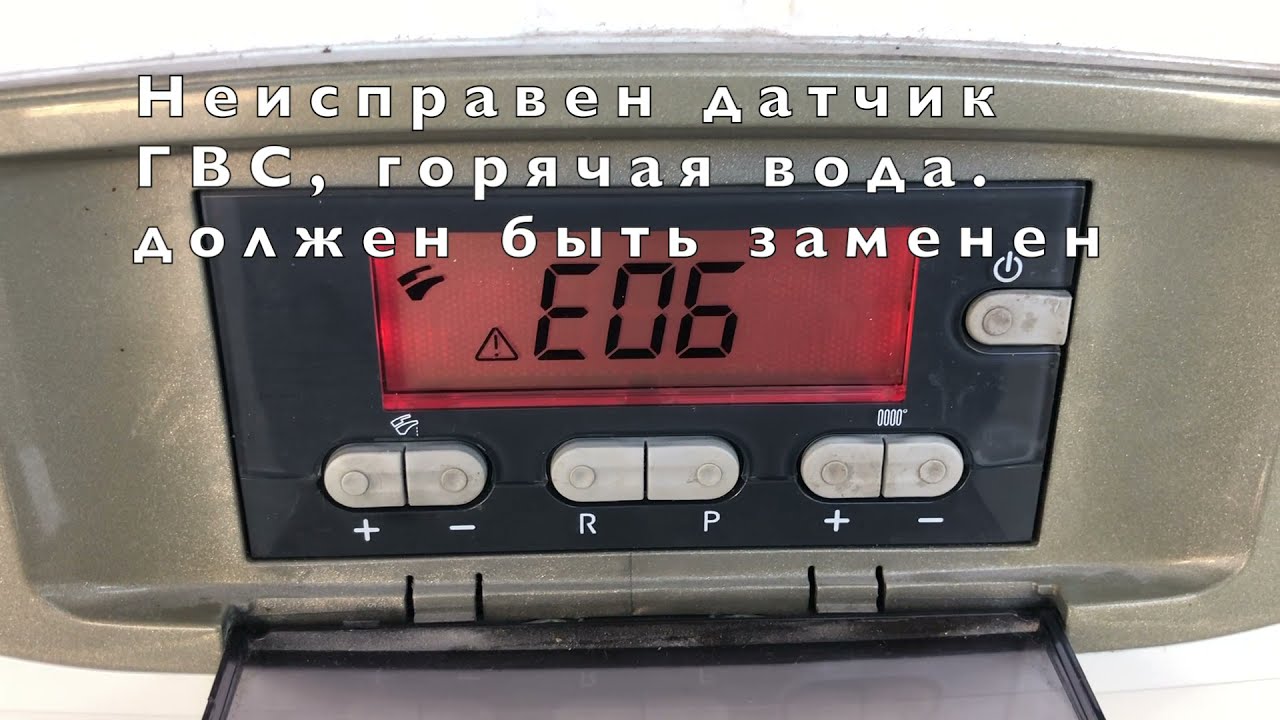 Неисправен датчик
ГВС, горячая вода.
должен быть заменен
E06
R P
+ − + −